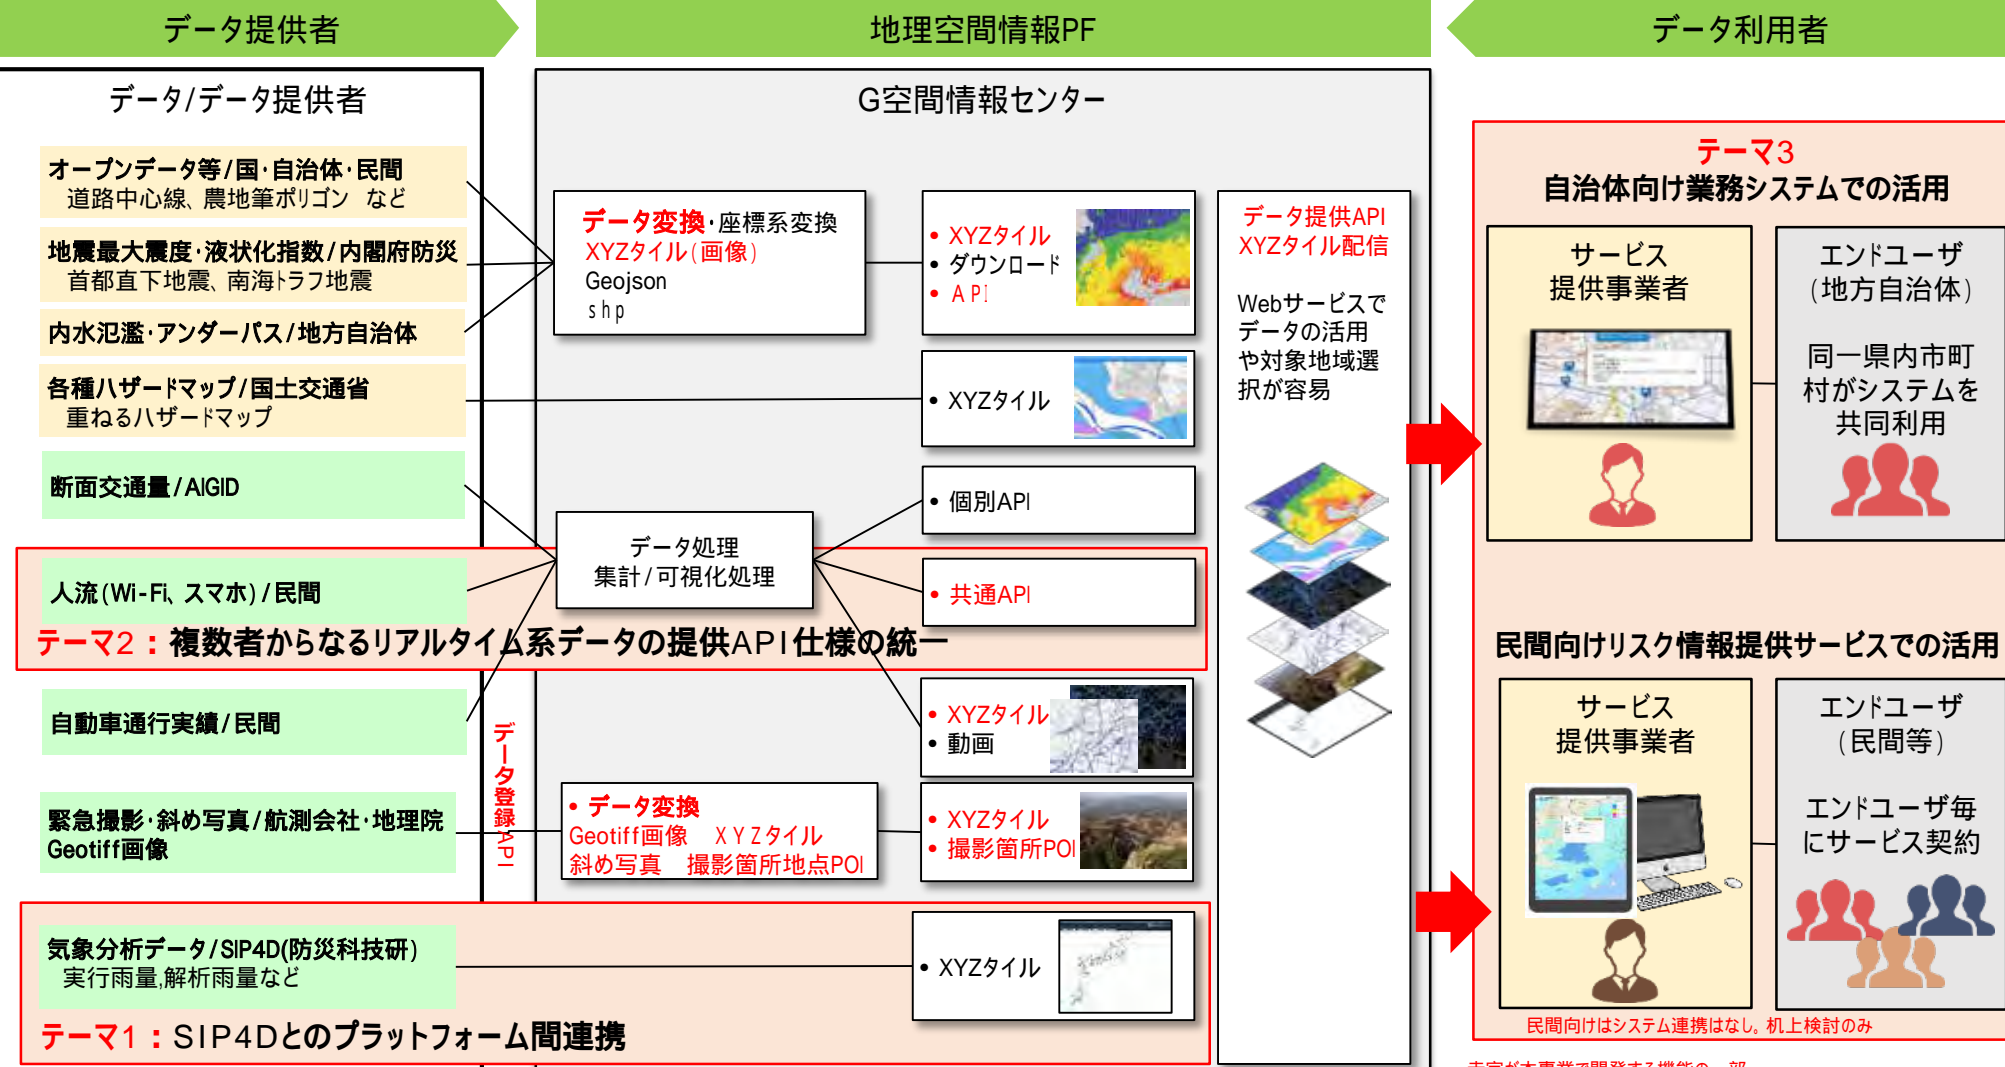 データ提供者
地理空間情報PF
データ利用者
データ/データ提供者
オープンデータ等/国・自治体・民間
道路中心線、農地筆ポリゴン など
地震最大震度・液状化指数/内閣府防災
首都直下地震、南海トラフ地震
内水氾濫・アンダーパス/地方自治体
各種ハザードマップ/国土交通省
重ねるハザードマップ
断面交通量/AIGID
人流(Wi-Fi、スマホ)/民間
テーマ2：複数者からなるリアルタイム系データの提供API仕様の統一
自動車通行実績/民間
緊急撮影・斜め写真/航測会社・地理院
Geotiff画像
気象分析データ/SIP4D(防災科技研)
実行雨量,解析雨量など
テーマ1：SIP4Dとのプラットフォーム間連携
データ登録API
G空間情報センター
データ変換・座標系変換
XYZタイル(画像)
Geojson
shp
データ処理
集計/可視化処理
• データ変換
Geotiff画像 XYZタイル
斜め写真 撮影箇所地点POI
• XYZタイル
• ダウンロード
• API
• XYZタイル
• 個別API
• 共通API
• XYZタイル
• 動画
• XYZタイル
• 撮影箇所POI
• XYZタイル
データ提供API
XYZタイル配信
Webサービスで
データの活用
や対象地域選
択が容易
テーマ3
自治体向け業務システムでの活用
サービス
提供事業者
エンドユーザ
(地方自治体)
同一県内市町
村がシステムを
共同利用
民間向けリスク情報提供サービスでの活用
サービス
提供事業者
エンドユーザ
(民間等)
エンドユーザ毎
にサービス契約
民間向けはシステム連携はなし。机上検討のみ
赤字が本事業で開発する機能の一部